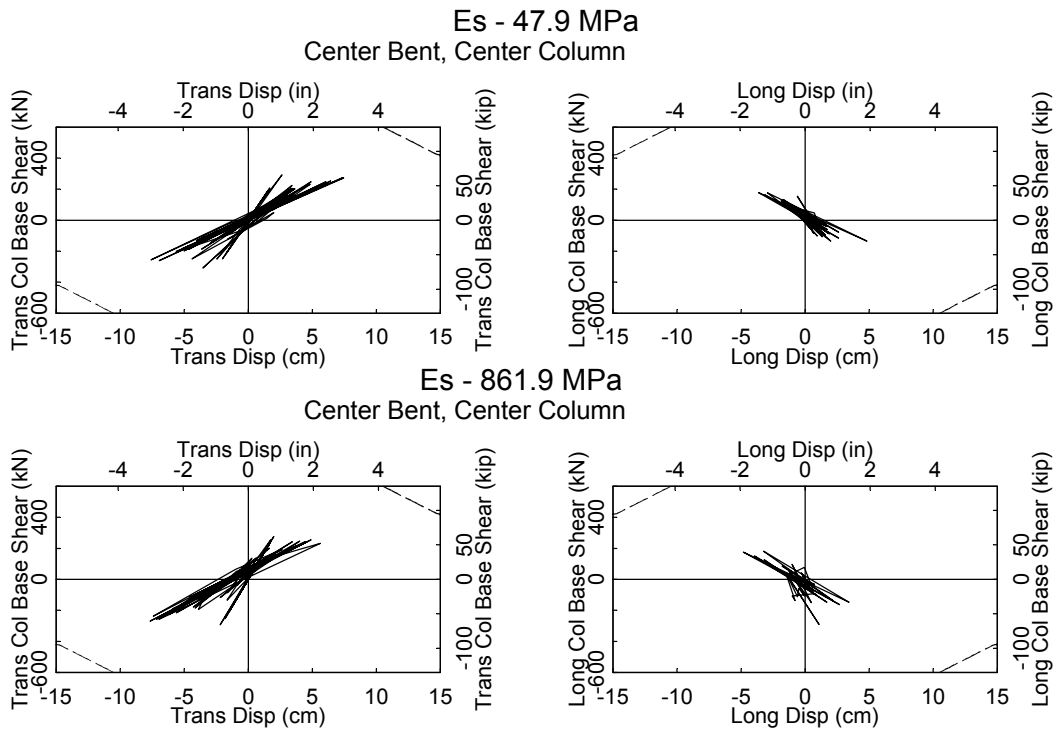 Es - 47.9 MPa
Center Bent, Center Column
Trans Disp (in)
-4 -2 0 2 4
Trans Col Base Shear (kN)
400
0
-600
Trans Col Base Shear (kip)
50
0
-100
-15 -10 -5 0 5 10 15
Trans Disp (cm)
Long Disp (in)
-4 -2 0 2 4
Long Col Base Shear (kN)
400
0
-600
Long Col Base Shear (kip)
50
0
-100
-15 -10 -5 0 5 10 15
Long Disp (cm)
Es - 861.9 MPa
Center Bent, Center Column
Trans Disp (in)
-4 -2 0 2 4
Trans Col Base Shear (kN)
400
0
-600
Trans Col Base Shear (kip)
50
0
-100
-15 -10 -5 0 5 10 15
Trans Disp (cm)
Long Disp (in)
-4 -2 0 2 4
Long Col Base Shear (kN)
400
0
-600
Long Col Base Shear (kip)
50
0
-100
-15 -10 -5 0 5 10 15
Long Disp (cm)